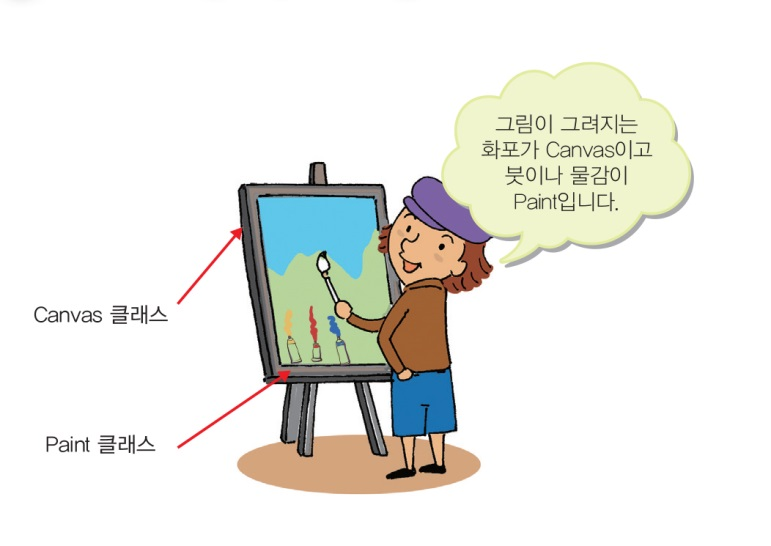 그림이 그려지는
화포가 Canvas이고
붓이나 물감이
Paint입니다.
Canvas 클래스
Paint 클래스